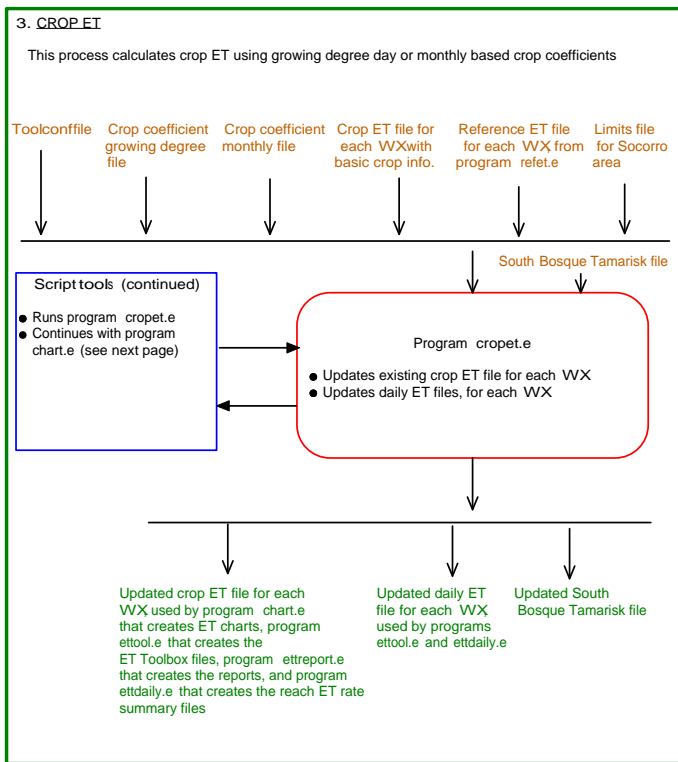 3. CROP ET
This process calculates crop ET using growing degree day or monthly based crop coefficients
Toolconffile
Crop coefficient
growing degree
file
Crop coefficient
monthly file
Crop ET file for
each WX with
basic crop info.
Reference ET file
for each WX, from
program refet.e
Limits file
for Socorro
area
South Bosque Tamarisk file
Script tools (continued)
● Runs program cropet.e
● Continues with program
chart.e (see next page)
Program cropet.e
● Updates existing crop ET file for each WX
● Updates daily ET files, for each WX
Updated crop ET file for each
WX, used by program chart.e
that creates ET charts, program
ettool.e that creates the
ET Toolbox files, program ettreport.e
that creates the reports, and program
ettdaily.e that creates the reach ET rate
summary files
Updated daily ET
file for each WX,
used by programs
ettool.e and ettdaily.e
Updated South
Bosque Tamarisk file